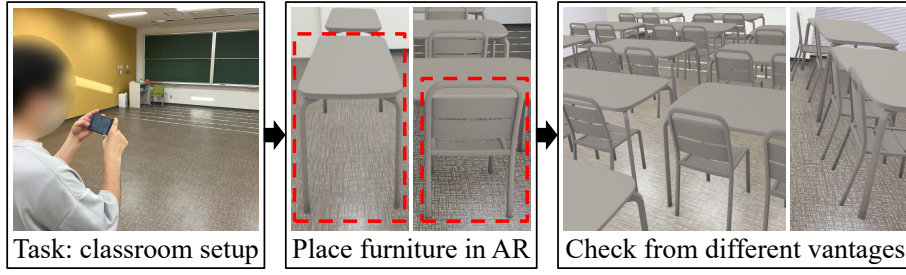 Task: classroom setup
Place furniture in AR
Check from different vantages